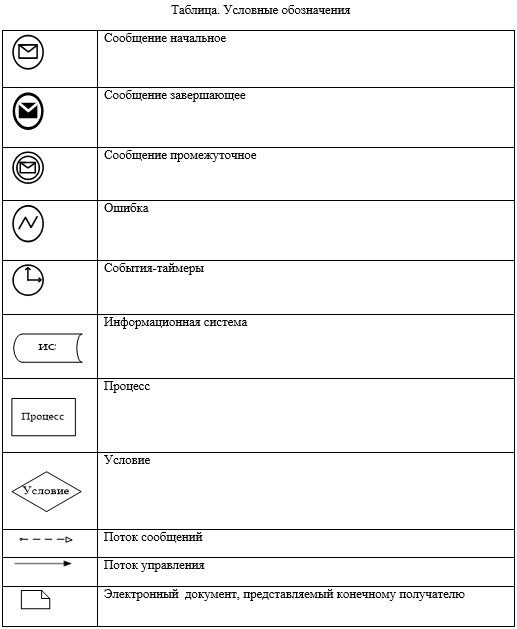 Таблица. Условные обозначения
Сообщение начальное
Сообщение завершающее
Сообщение промежуточное
Ошибка
События-таймеры
ИС
Информационная система
Процесс
Процесс
Условие
Условие
Поток сообщений
Поток управления
Электронный документ, представляемый конечному получателю